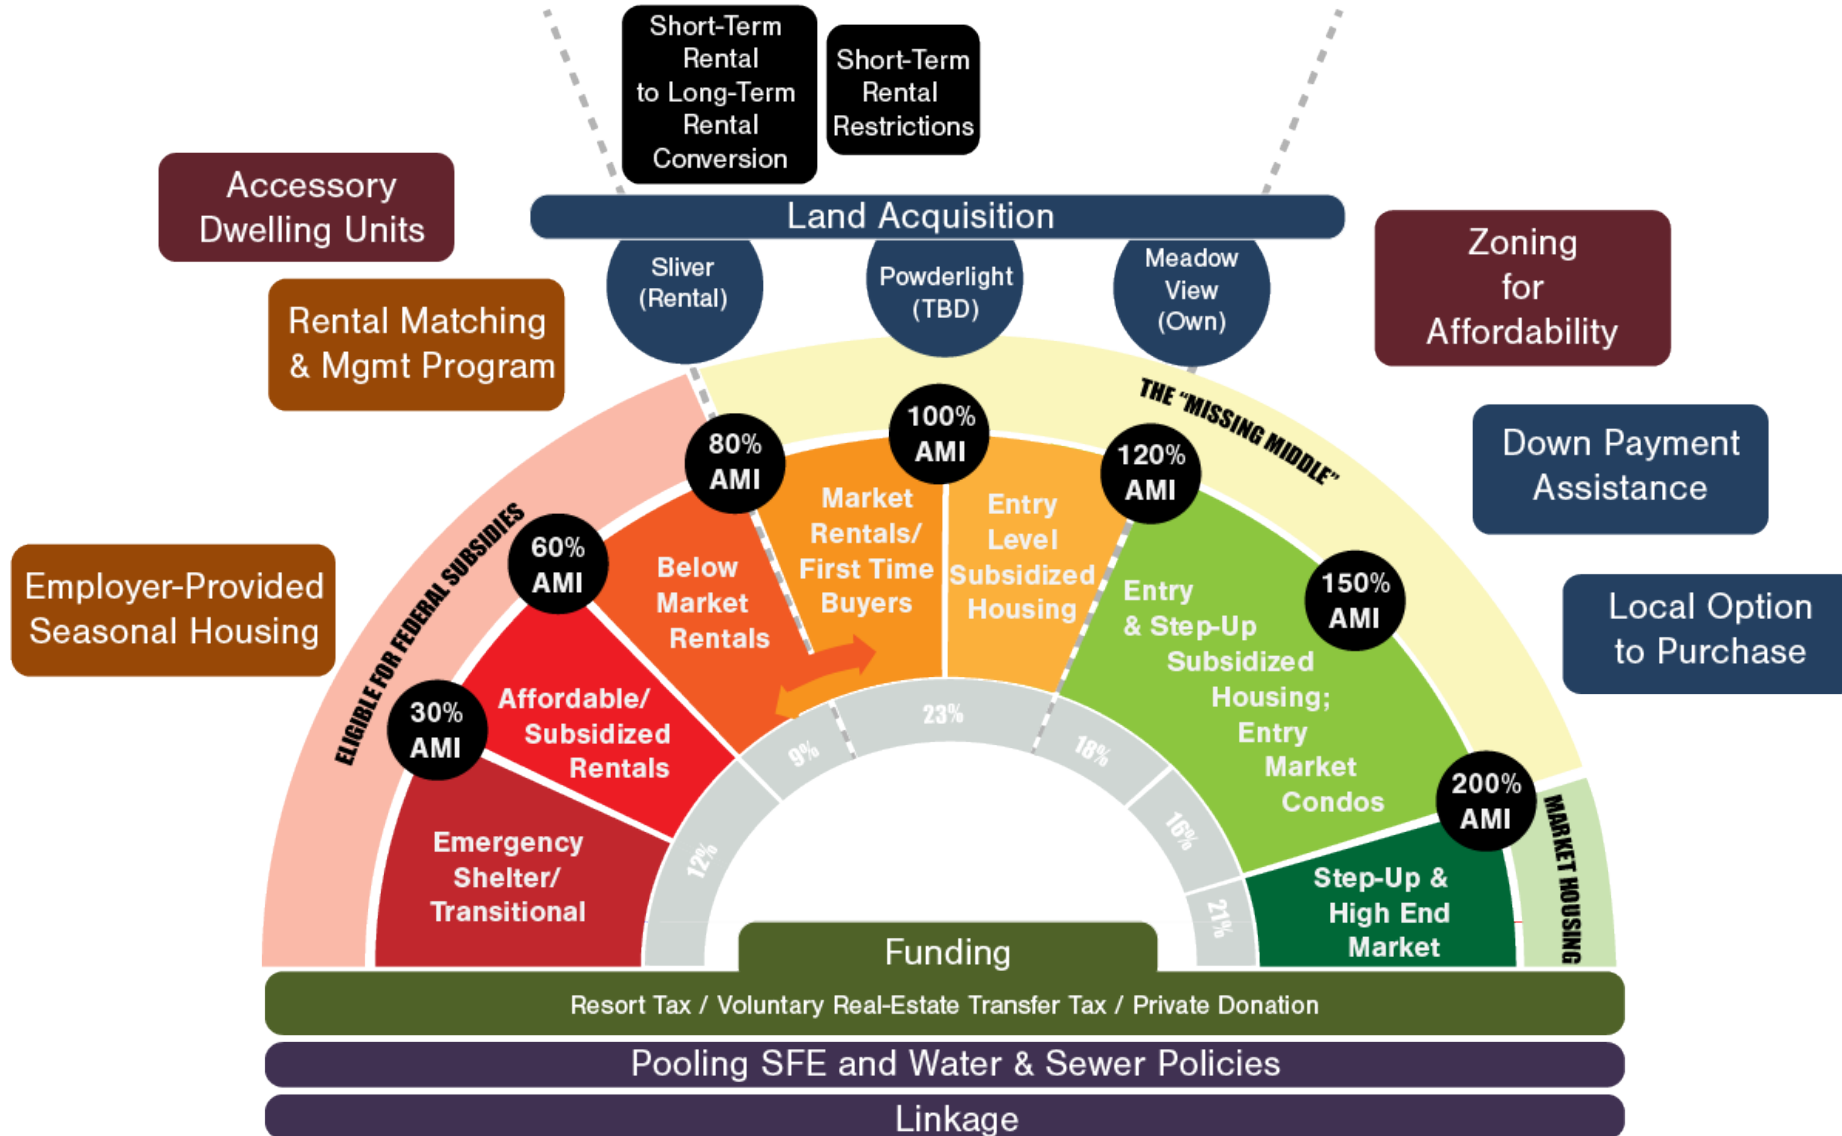 Short-Term
Rental
to Long-Term
Rental
Conversion
Short-Term
Rental
Restrictions
Accessory
Dwelling Units
Land Acquisition
Zoning
for
Affordability
Sliver
(Rental)
Powderlight
(TBD)
Meadow
View
(Own)
Rental Matching
& Mgmt Program
Down Payment
Assistance
Employer-Provided
Seasonal Housing
Local Option
to Purchase
ELIGIBLE FOR FEDERAL SUBSIDIES
THE “MISSING MIDDLE”
MARKET HOUSING
30%
AMI
60%
AMI
80%
AMI
100%
AMI
120%
AMI
150%
AMI
200%
AMI
Emergency
Shelter/
Transitional
Affordable/
Subsidized
Rentals
Below
Market
Rentals
Market
Rentals/
First Time
Buyers
Entry
Level
Subsidized
Housing
Entry
& Step-Up
Subsidized
Housing;
Entry
Market
Condos
Step-Up &
High End
Market
12%
9%
23%
18%
16%
21%
Funding
Resort Tax / Voluntary Real-Estate Transfer Tax / Private Donation
Pooling SFE and Water & Sewer Policies
Linkage